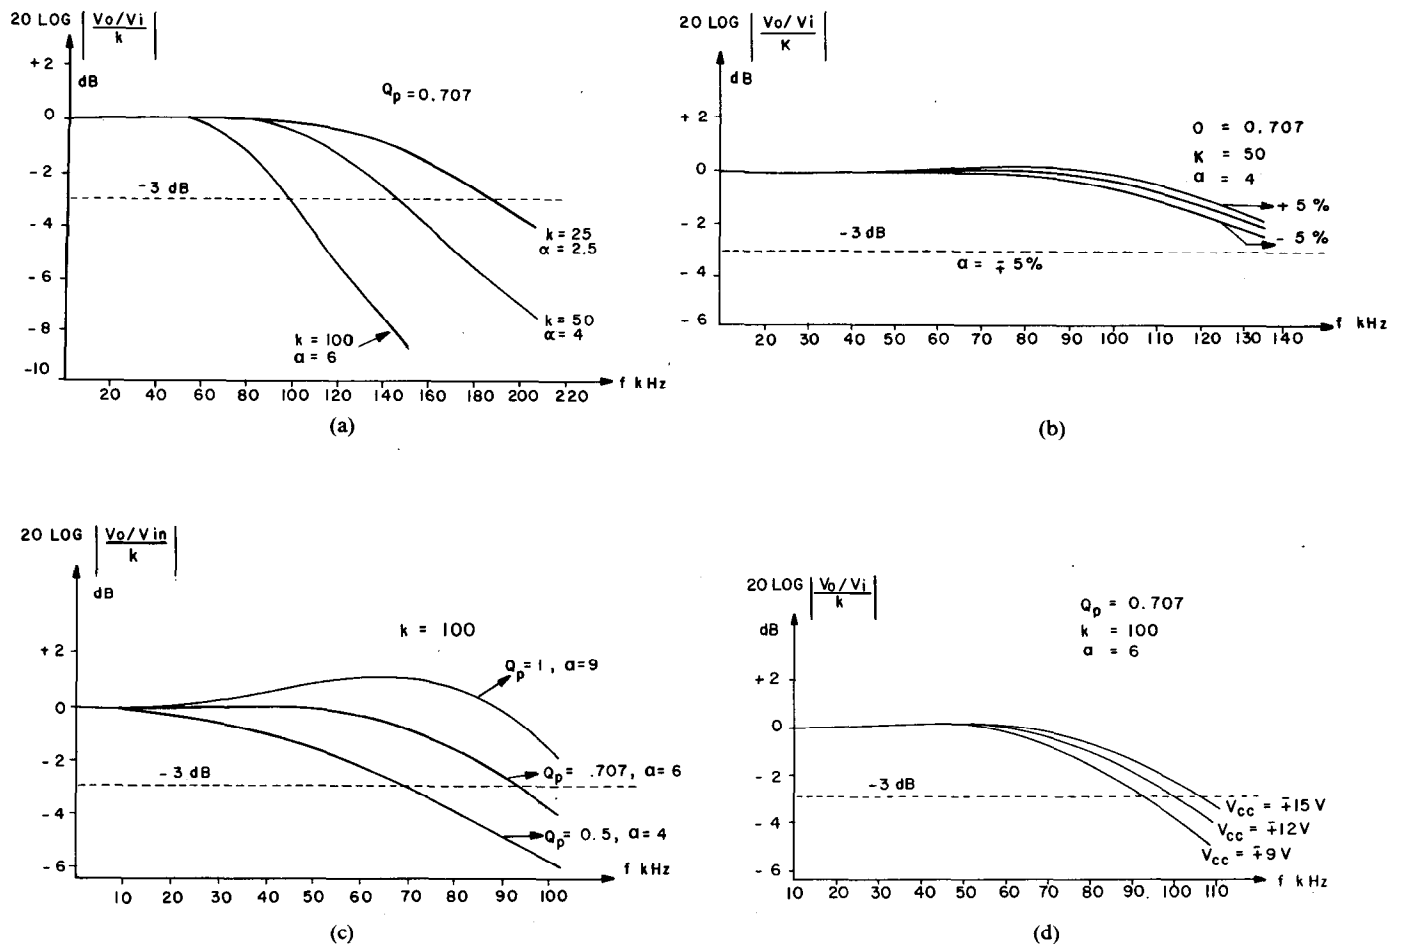 20 LOG | Vo/Vi / k |
+2
dB
Qp = 0.707
0
-2
-3 dB
-4
k = 25
α = 2.5
-6
-8
k = 100
α = 6
k = 50
α = 4
-10
20 40 60 80 100 120 140 160 180 200 220
f kHz
(a)
20 LOG | Vo/Vi / K |
dB
+2
Q = 0.707
K = 50
α = 4
0
+5%
-2
-3 dB
-5%
α = ∓5%
-4
-6
20 40 60 70 80 90 110 120 130 140
f kHz
(b)
20 LOG | Vo/Vin / k |
dB
k = 100
+2
Qp = 1, α = 9
0
-2
-3 dB
Qp = .707, α = 6
-4
Qp = 0.5, α = 4
-6
f kHz
10 20 30 40 50 60 70 80 90 100
(c)
20 LOG | Vo/Vi / k |
Qp = 0.707
dB
k = 100
α = 6
+2
0
-2
-3 dB
Vcc = ∓15 V
-4
Vcc = ∓12V
Vcc = ∓9 V
-6
10 20 30 40 50 60 70 80 90 100 110
f kHz
(d)